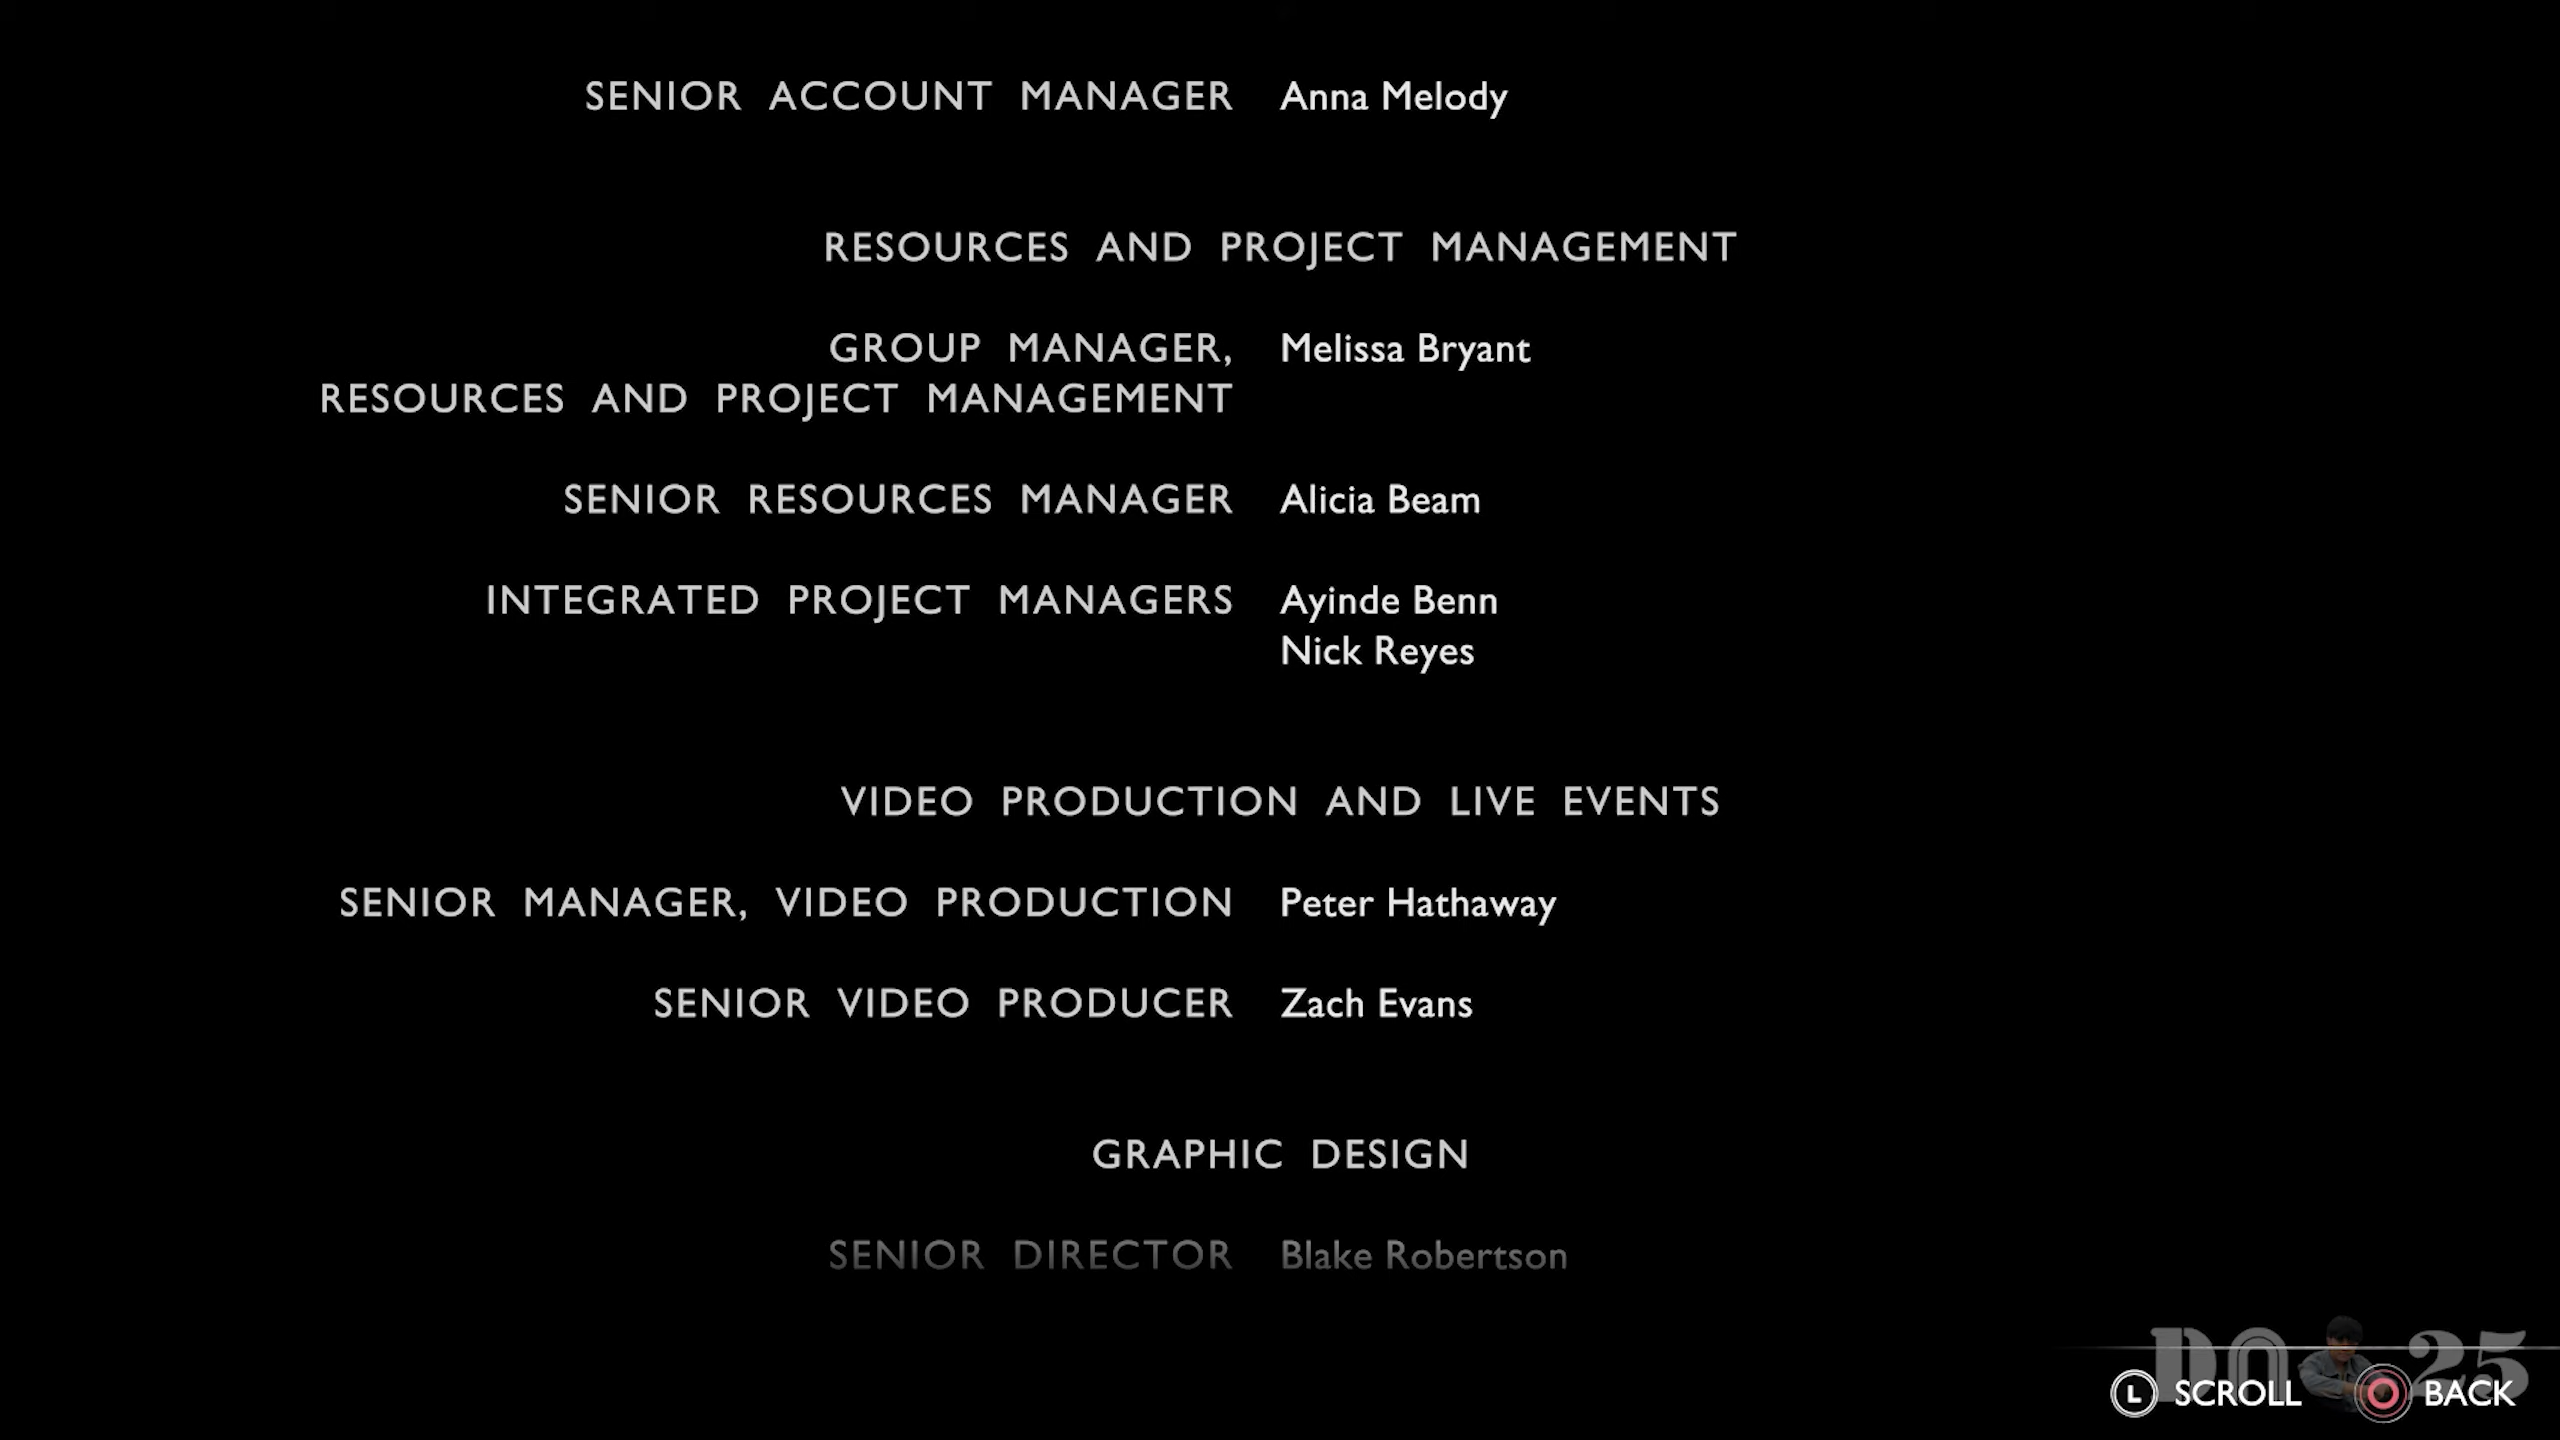 SENIOR ACCOUNT MANAGER Anna Melody
RESOURCES AND PROJECT MANAGEMENT
GROUP MANAGER, Melissa Bryant
RESOURCES AND PROJECT MANAGEMENT
SENIOR RESOURCES MANAGER Alicia Beam
INTEGRATED PROJECT MANAGERS Ayinde Benn
Nick Reyes
VIDEO PRODUCTION AND LIVE EVENTS
SENIOR MANAGER, VIDEO PRODUCTION Peter Hathaway
SENIOR VIDEO PRODUCER Zach Evans
GRAPHIC DESIGN
SENIOR DIRECTOR Blake Robertson
25
L SCROLL BACK